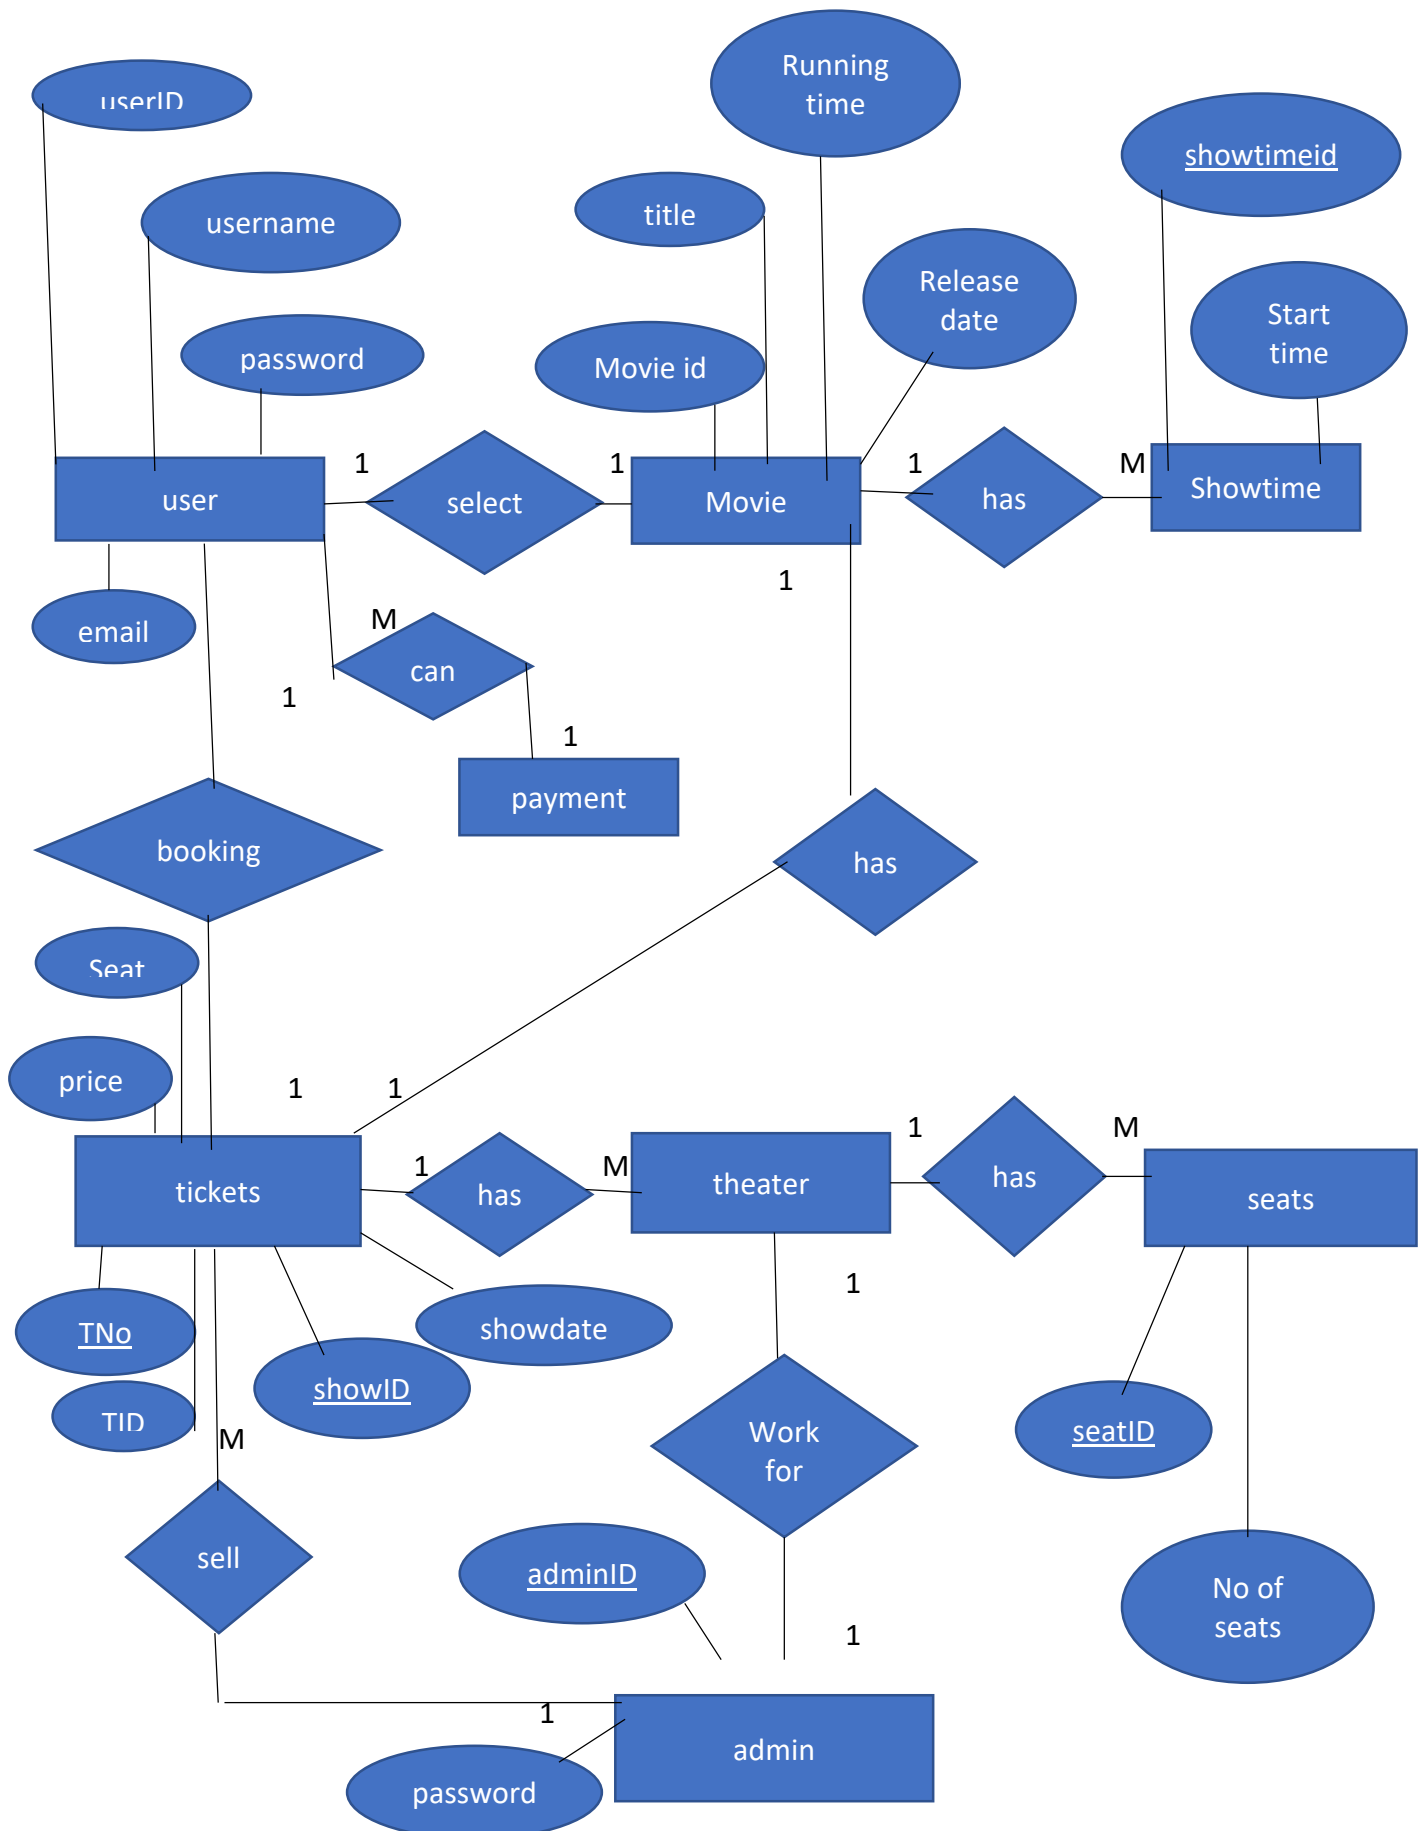 Running
time
userID
showtimeid
title
username
Release
date
Start
time
password
Movie id
1
1
1
M
user
select
Movie
has
Showtime
1
M
email
can
1
1
payment
booking
has
Seat
price
1
1
1
M
1
M
tickets
has
theater
has
seats
1
showdate
TNo
showID
TID
M
Work
for
seatID
sell
adminID
No of
seats
1
1
admin
password